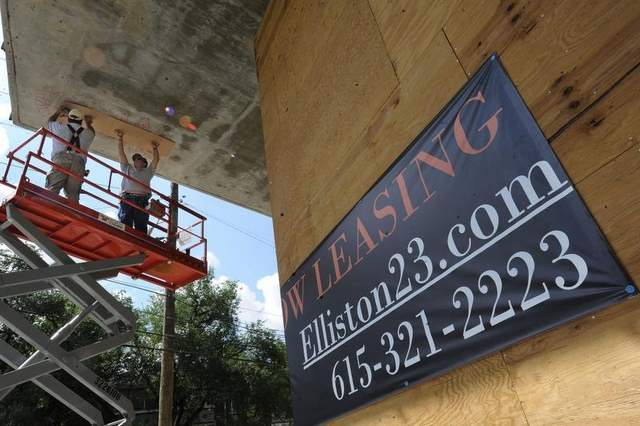 OW LEASING
Elliston23.com
615-321-2223